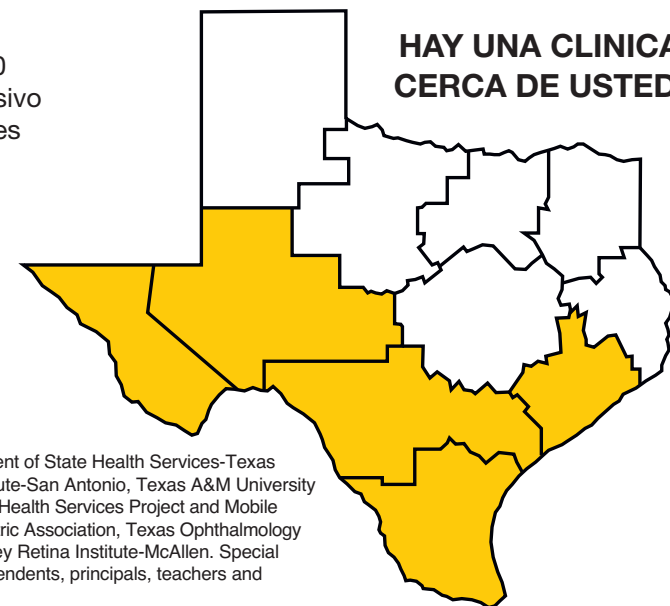 HAY UNA CLINICA
CERCA DE USTED
0
sivo
es
ent of State Health Services-Texas
ute-San Antonio, Texas A&M University
Health Services Project and Mobile
tric Association, Texas Ophthalmology
ey Retina Institute-McAllen. Special
endents, principals, teachers and